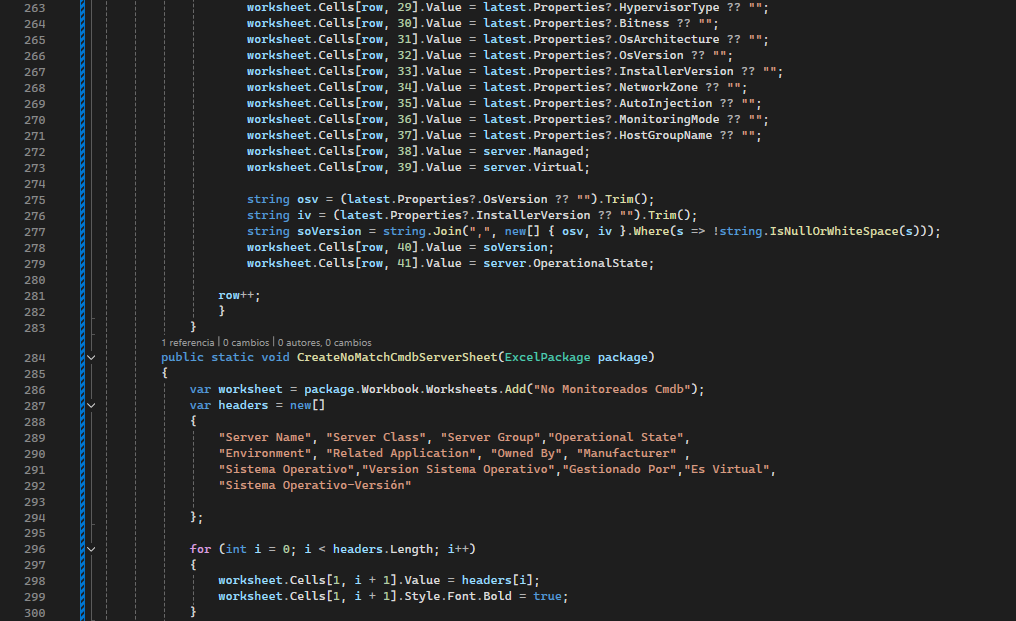 263 worksheet.Cells[row, 29].Value = latest.Properties?.HypervisorType ?? "";
264 worksheet.Cells[row, 30].Value = latest.Properties?.Bitness ?? "";
265 worksheet.Cells[row, 31].Value = latest.Properties?.OsArchitecture ?? "";
266 worksheet.Cells[row, 32].Value = latest.Properties?.OsVersion ?? "";
267 worksheet.Cells[row, 33].Value = latest.Properties?.InstallerVersion ?? "";
268 worksheet.Cells[row, 34].Value = latest.Properties?.NetworkZone ?? "";
269 worksheet.Cells[row, 35].Value = latest.Properties?.AutoInjection ?? "";
270 worksheet.Cells[row, 36].Value = latest.Properties?.MonitoringMode ?? "";
271 worksheet.Cells[row, 37].Value = latest.Properties?.HostGroupName ?? "";
272 worksheet.Cells[row, 38].Value = server.Managed;
273 worksheet.Cells[row, 39].Value = server.Virtual;
274
275 string osv = (latest.Properties?.OsVersion ?? "").Trim();
276 string iv = (latest.Properties?.InstallerVersion ?? "").Trim();
277 string soVersion = string.Join(",", new[] { osv, iv }.Where(s => !string.IsNullOrWhiteSpace(s)));
278 worksheet.Cells[row, 40].Value = soVersion;
279 worksheet.Cells[row, 41].Value = server.OperationalState;
280
281 row++;
282 }
283 }
1 referencia | 0 cambios | 0 autores, 0 cambios
284 public static void CreateNoMatchCmdbServerSheet(ExcelPackage package)
285 {
286 var worksheet = package.Workbook.Worksheets.Add("No Monitoreados Cmdb");
287 var headers = new[]
288 {
289 "Server Name", "Server Class", "Server Group","Operational State",
290 "Environment", "Related Application", "Owned By", "Manufacturer" ,
291 "Sistema Operativo","Version Sistema Operativo","Gestionado Por","Es Virtual",
292 "Sistema Operativo-Versión"
293
294 };
295
296 for (int i = 0; i < headers.Length; i++)
297 {
298 worksheet.Cells[1, i + 1].Value = headers[i];
299 worksheet.Cells[1, i + 1].Style.Font.Bold = true;
300 }